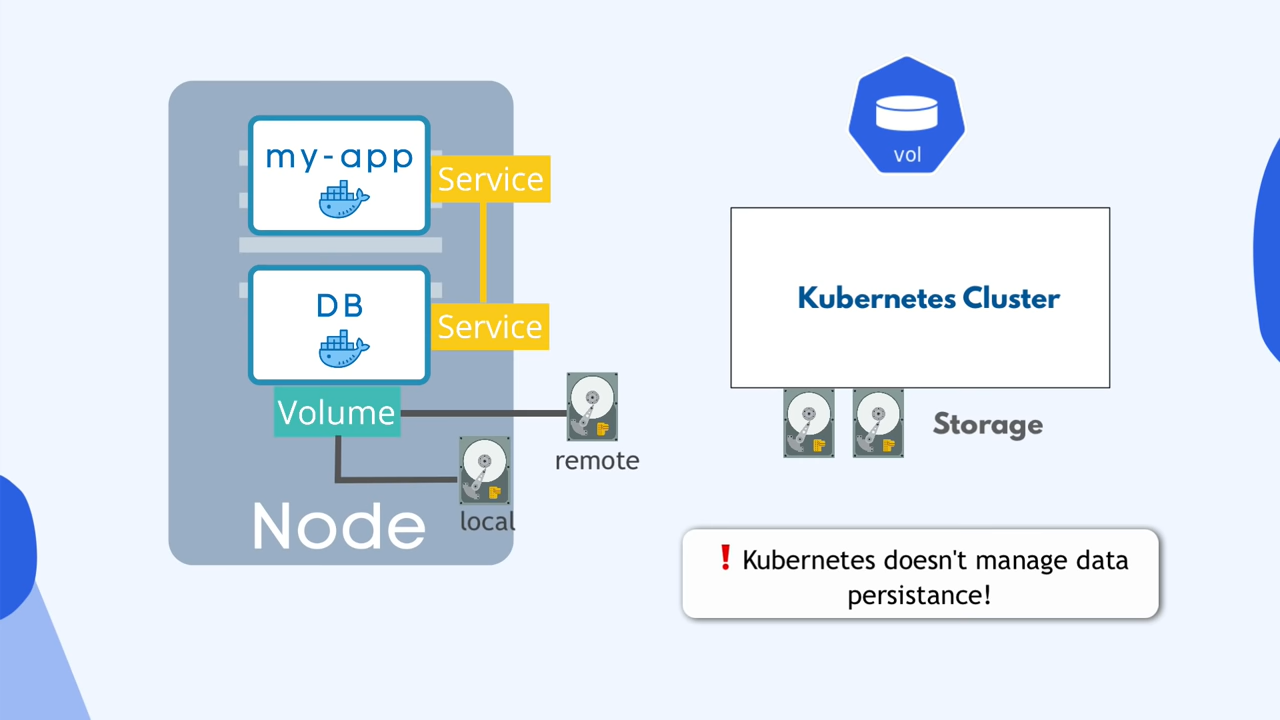 my-app
Service
DB
Service
Volume
remote
local
Node
vol
Kubernetes Cluster
Storage
❗ Kubernetes doesn't manage data
persistance!